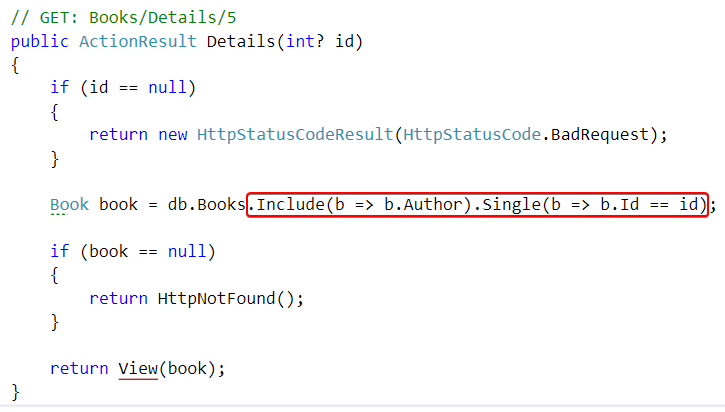 // GET: Books/Details/5
public ActionResult Details(int? id)
{
    if (id == null)
    {
        return new HttpStatusCodeResult(HttpStatusCode.BadRequest);
    }
    Book book = db.Books.Include(b => b.Author).Single(b => b.Id == id);
    if (book == null)
    {
        return HttpNotFound();
    }
    return View(book);
}